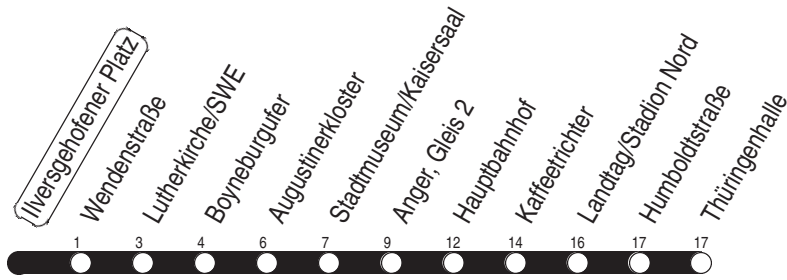 Ilversgehofener Platz
Wendenstraße
Lutherkirche/SWE
Boyneburgufer
Augustinerkloster
Stadtmuseum/Kaisersaal
Anger, Gleis 2
Hauptbahnhof
Kaffeetrichter
Landtag/Stadion Nord
Humboldtstraße
Thüringenhalle
1 3 4 6 7 9 12 14 16 17 17